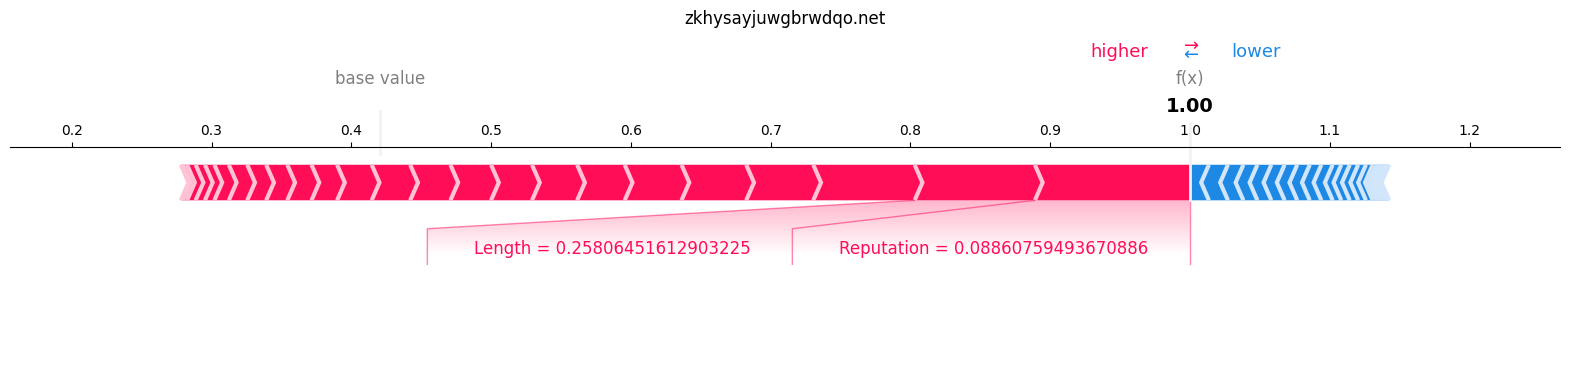 zkhysayjuwgbrwdqo.net
higher ⇄ lower
base value
f(x)
1.00
0.2 0.3 0.4 0.5 0.6 0.7 0.8 0.9 1.0 1.1 1.2
Length = 0.25806451612903225
Reputation = 0.08860759493670886